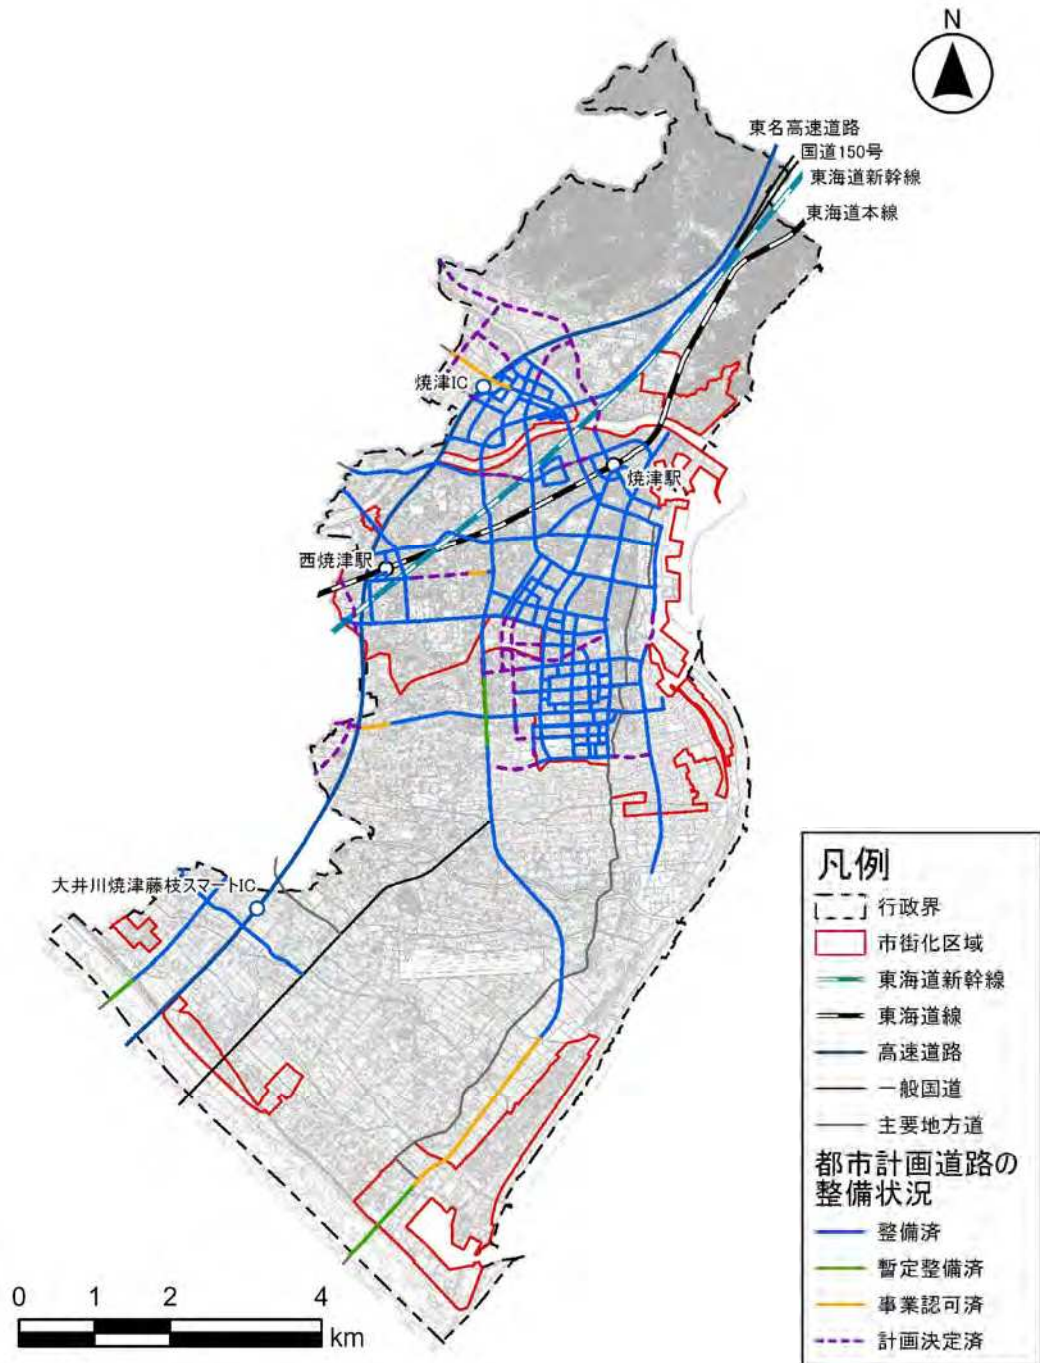 N
東名高速道路
国道150号
東海道新幹線
東海道本線
焼津IC
焼津駅
西焼津駅
大井川焼津藤枝スマートIC
凡例
行政界
市街化区域
東海道新幹線
東海道線
高速道路
一般国道
主要地方道
都市計画道路の
整備状況
整備済
暫定整備済
事業認可済
計画決定済
0 1 2 4
km